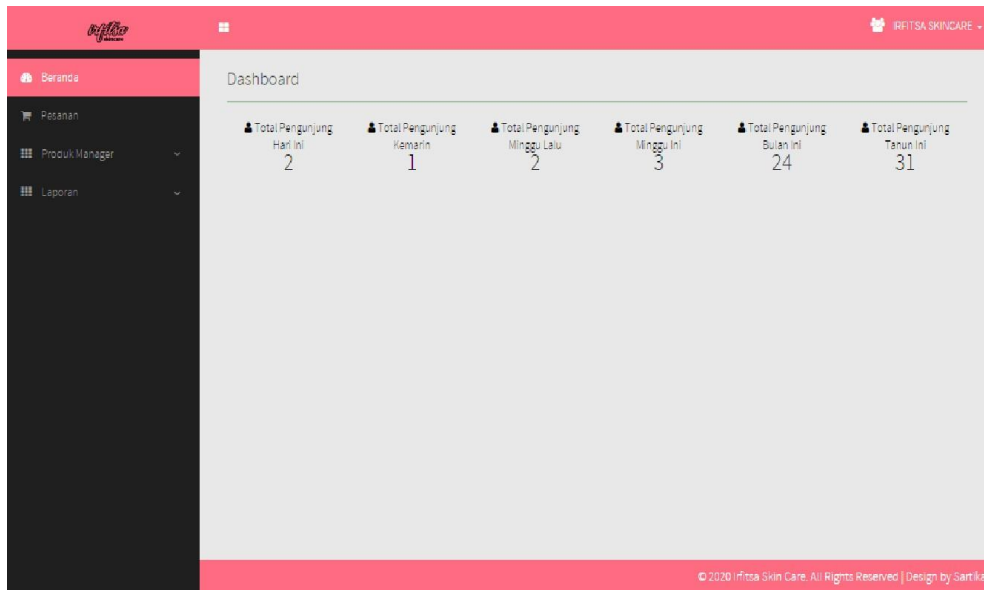 irfitsa
skincare
IRFITSA SKINCARE
Beranda
Pesanan
Produk Manager
Laporan
Dashboard
Total Pengunjung
Hari Ini
2
Total Pengunjung
Kemarin
1
Total Pengunjung
Minggu Lalu
2
Total Pengunjung
Minggu Ini
3
Total Pengunjung
Bulan Ini
24
Total Pengunjung
Tahun Ini
31
© 2020 Irfitsa Skin Care. All Rights Reserved | Design by Sartika